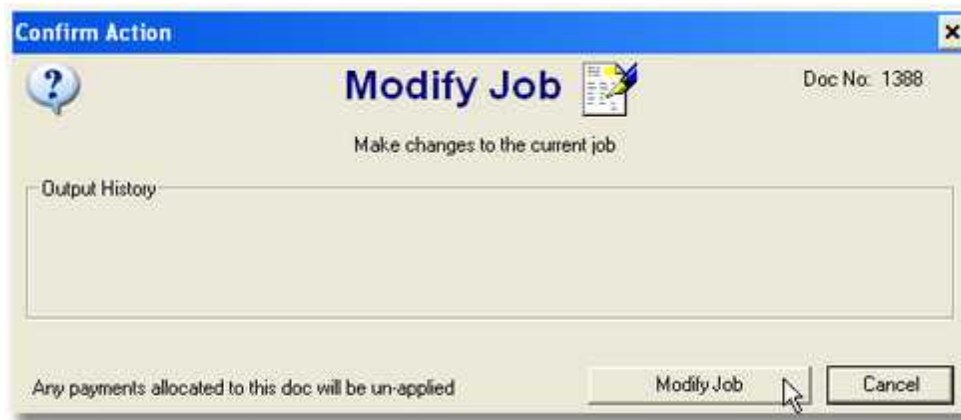 Confirm Action
?
Modify Job
Doc No: 1388
Make changes to the current job
Output History
Any payments allocated to this doc will be un-applied
Modify Job
Cancel